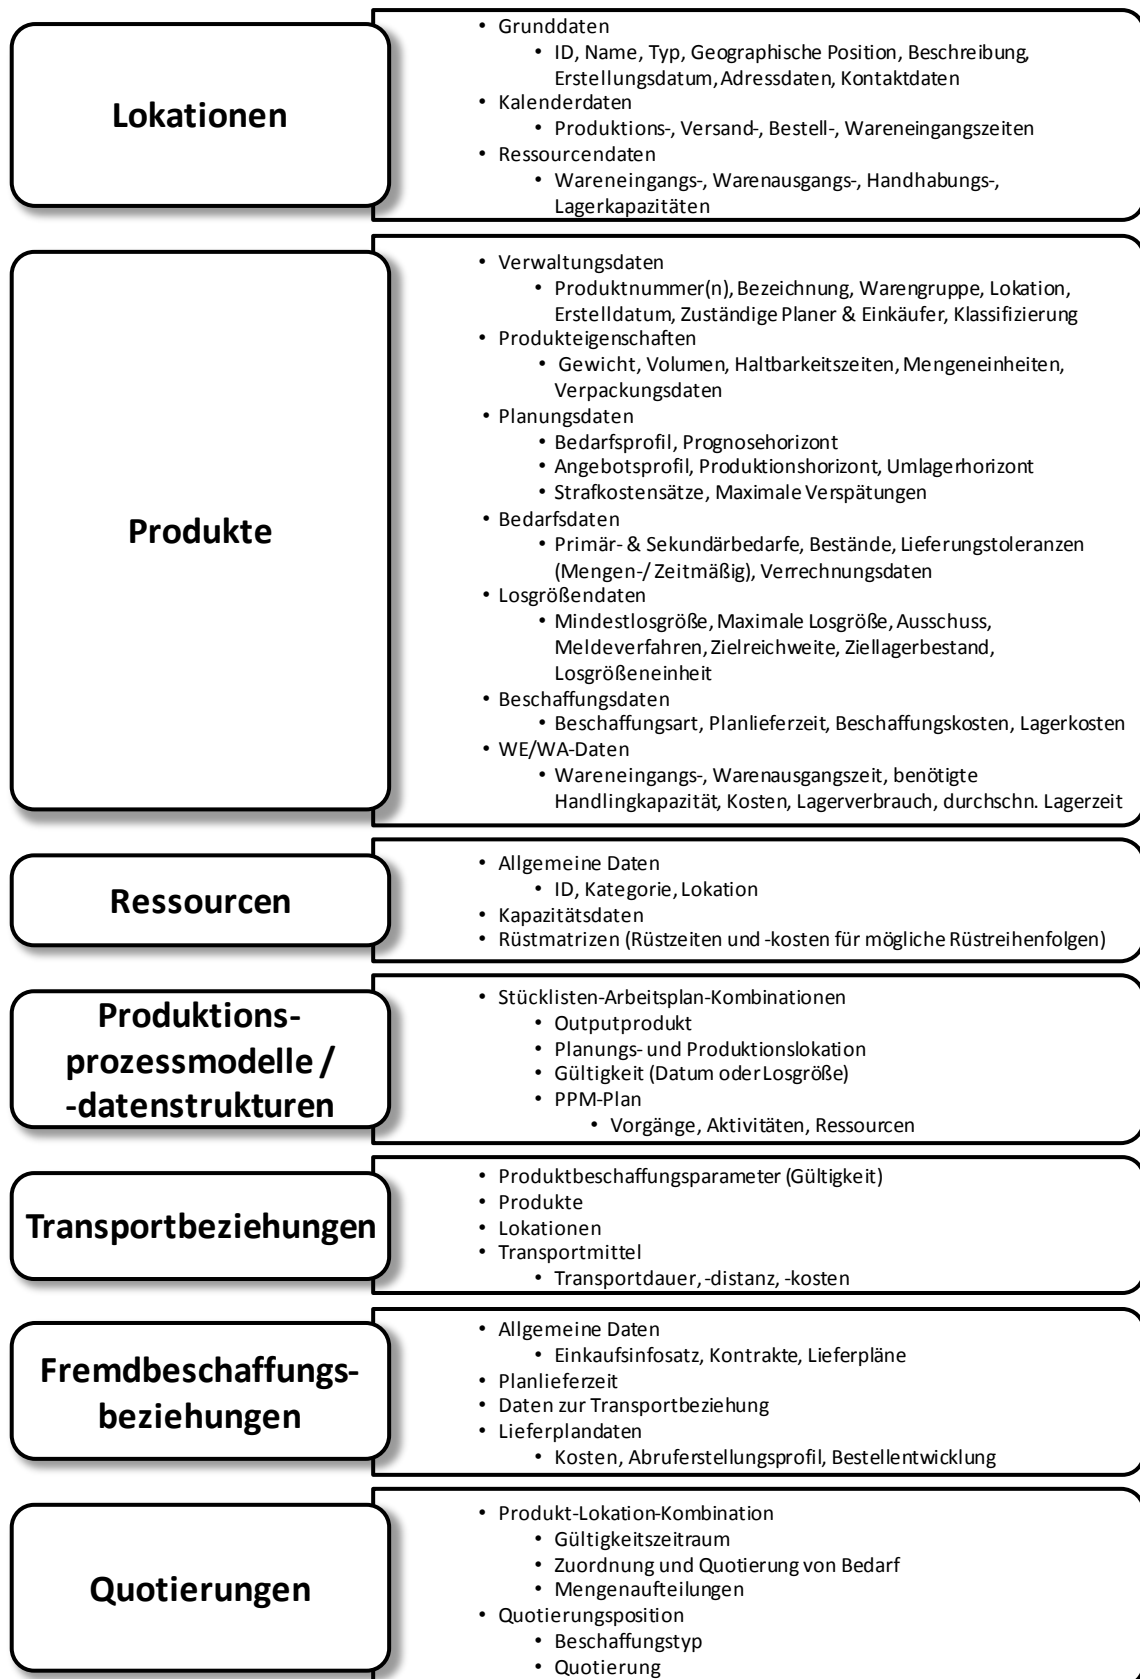 Lokationen
• Grunddaten
• ID, Name, Typ, Geographische Position, Beschreibung,
Erstellungsdatum, Adressdaten, Kontaktdaten
• Kalenderdaten
• Produktions-, Versand-, Bestell-, Wareneingangszeiten
• Ressourcendaten
• Wareneingangs-, Warenausgangs-, Handhabungs-,
Lagerkapazitäten
Produkte
• Verwaltungsdaten
• Produktnummer(n), Bezeichnung, Warengruppe, Lokation,
Erstelldatum, Zuständige Planer & Einkäufer, Klassifizierung
• Produkteigenschaften
• Gewicht, Volumen, Haltbarkeitszeiten, Mengeneinheiten,
Verpackungsdaten
• Planungsdaten
• Bedarfsprofil, Prognosehorizont
• Angebotsprofil, Produktionshorizont, Umlagerhorizont
• Strafkostensätze, Maximale Verspätungen
• Bedarfsdaten
• Primär- & Sekundärbedarfe, Bestände, Lieferungstoleranzen
(Mengen-/ Zeitmäßig), Verrechnungsdaten
• Losgrößendaten
• Mindestlosgröße, Maximale Losgröße, Ausschuss,
Meldeverfahren, Zielreichweite, Ziellagerbestand,
Losgrößeneinheit
• Beschaffungsdaten
• Beschaffungsart, Planlieferzeit, Beschaffungskosten, Lagerkosten
• WE/WA-Daten
• Wareneingangs-, Warenausgangszeit, benötigte
Handlingkapazität, Kosten, Lagerverbrauch, durchschn. Lagerzeit
Ressourcen
• Allgemeine Daten
• ID, Kategorie, Lokation
• Kapazitätsdaten
• Rüstmatrizen (Rüstzeiten und -kosten für mögliche Rüstreihenfolgen)
Produktions-
prozessmodelle /
-datenstrukturen
• Stücklisten-Arbeitsplan-Kombinationen
• Outputprodukt
• Planungs- und Produktionslokation
• Gültigkeit (Datum oder Losgröße)
• PPM-Plan
• Vorgänge, Aktivitäten, Ressourcen
Transportbeziehungen
• Produktbeschaffungsparameter (Gültigkeit)
• Produkte
• Lokationen
• Transportmittel
• Transportdauer, -distanz, -kosten
Fremdbeschaffungs-
beziehungen
• Allgemeine Daten
• Einkaufsinfosatz, Kontrakte, Lieferpläne
• Planlieferzeit
• Daten zur Transportbeziehung
• Lieferplandaten
• Kosten, Abruferstellungsprofil, Bestellentwicklung
Quotierungen
• Produkt-Lokation-Kombination
• Gültigkeitszeitraum
• Zuordnung und Quotierung von Bedarf
• Mengenaufteilungen
• Quotierungsposition
• Beschaffungstyp
• Quotierung